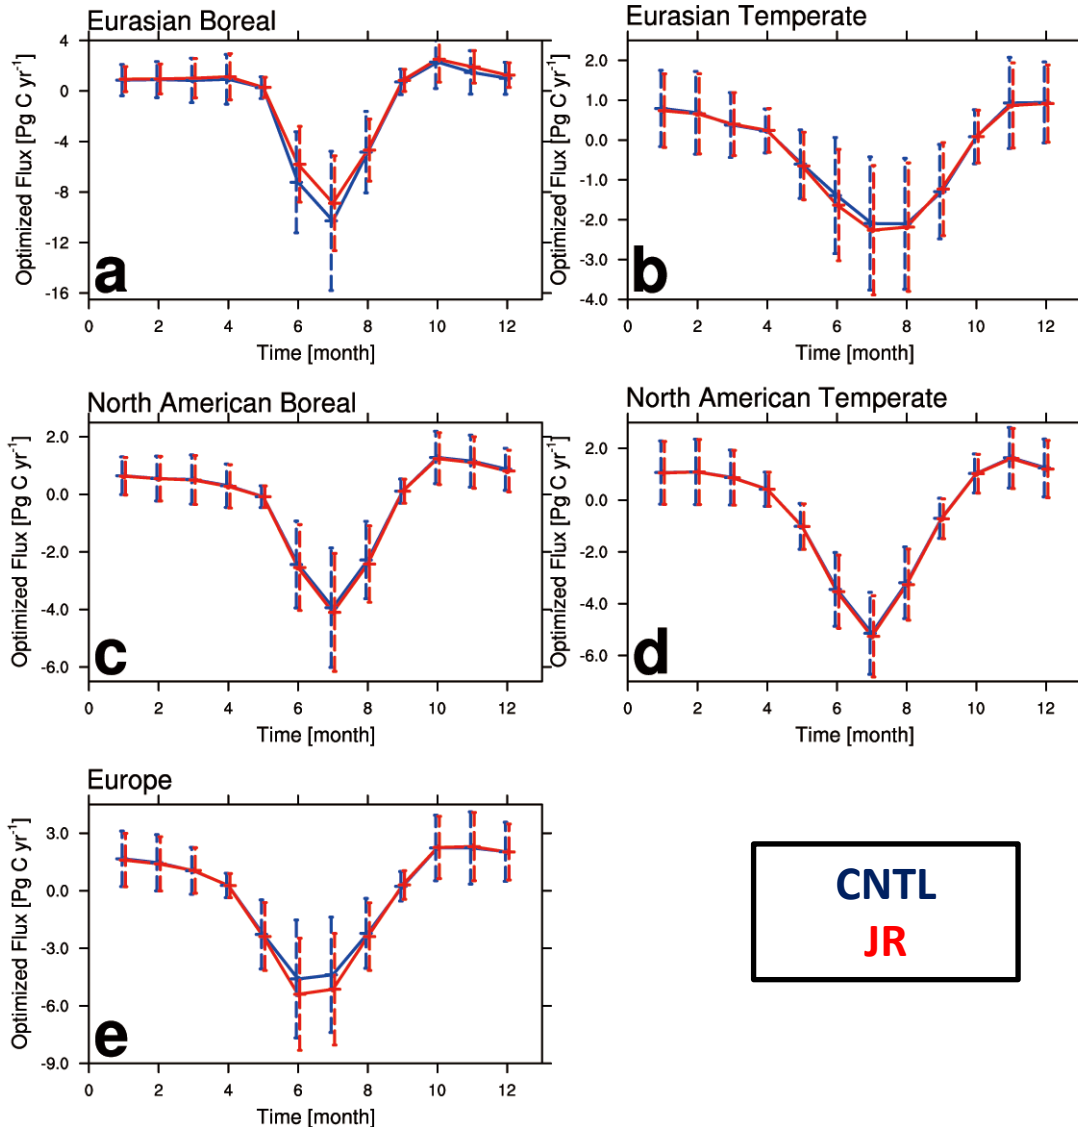 Eurasian Boreal
Optimized Flux [Pg C yr-1]
4
0
-4
-8
-12
-16
a
0 2 4 6 8 10 12
Time [month]
Eurasian Temperate
Optimized Flux [Pg C yr-1]
2.0
1.0
0.0
-1.0
-2.0
-3.0
-4.0
b
0 2 4 6 8 10 12
Time [month]
North American Boreal
Optimized Flux [Pg C yr-1]
2.0
0.0
-2.0
-4.0
-6.0
c
0 2 4 6 8 10 12
Time [month]
North American Temperate
Optimized Flux [Pg C yr-1]
2.0
0.0
-2.0
-4.0
-6.0
d
0 2 4 6 8 10 12
Time [month]
Europe
Optimized Flux [Pg C yr-1]
3.0
0.0
-3.0
-6.0
-9.0
e
0 2 4 6 8 10 12
Time [month]
CNTL
JR